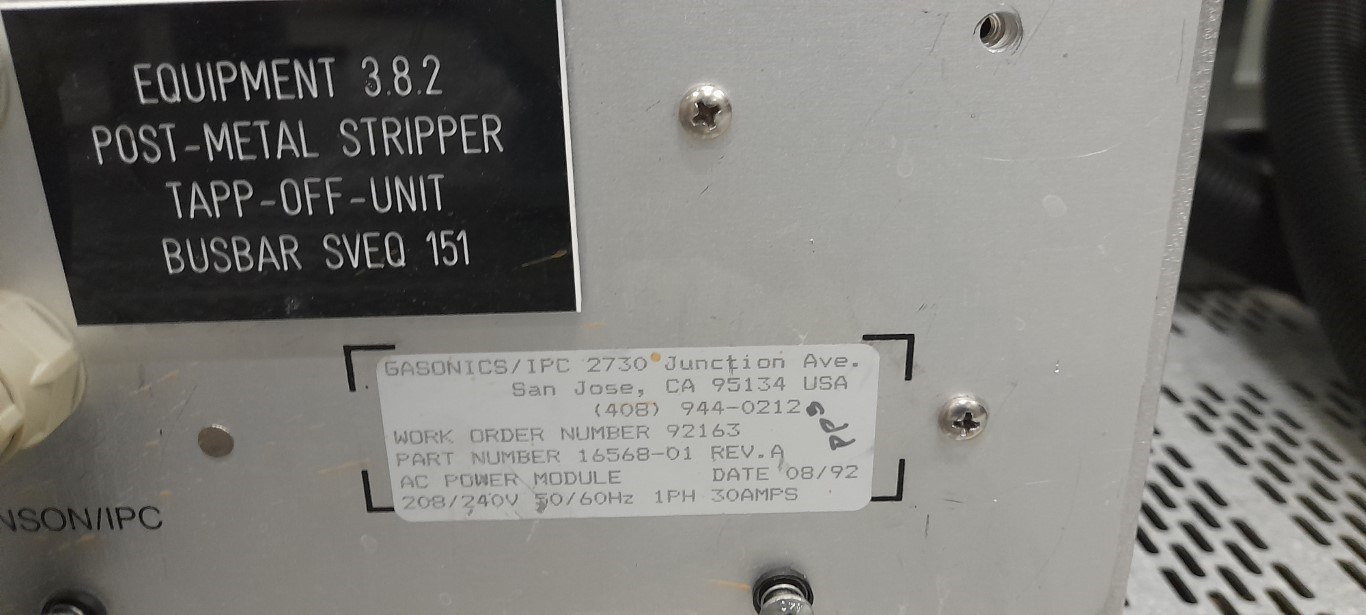 EQUIPMENT 3.8.2
POST-METAL STRIPPER
TAPP-OFF-UNIT
BUSBAR SVEQ 151
GASONICS/IPC 2730 Junction Ave.
San Jose, CA 95134 USA
(408) 944-0212
WORK ORDER NUMBER 92163
PART NUMBER 16568-01 REV.A
AC POWER MODULE DATE 08/92
208/240V 50/60Hz 1PH 30AMPS
NSON/IPC